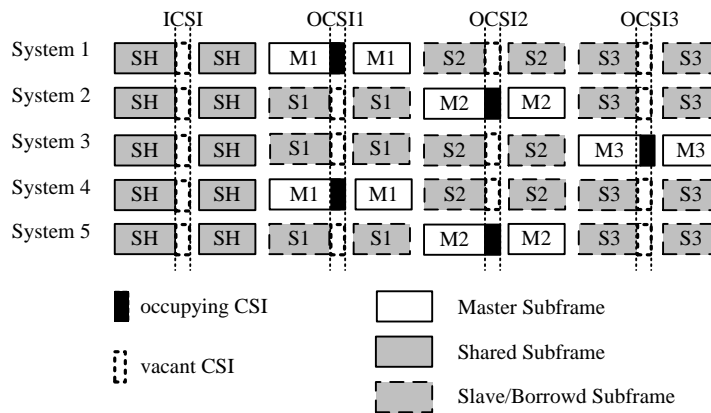 ICSI OCSI1 OCSI2 OCSI3
System 1 SH SH M1 M1 S2 S2 S3 S3
System 2 SH SH S1 S1 M2 M2 S3 S3
System 3 SH SH S1 S1 S2 S2 M3 M3
System 4 SH SH M1 M1 S2 S2 S3 S3
System 5 SH SH S1 S1 M2 M2 S3 S3
occupying CSI
vacant CSI
Master Subframe
Shared Subframe
Slave/Borrowd Subframe